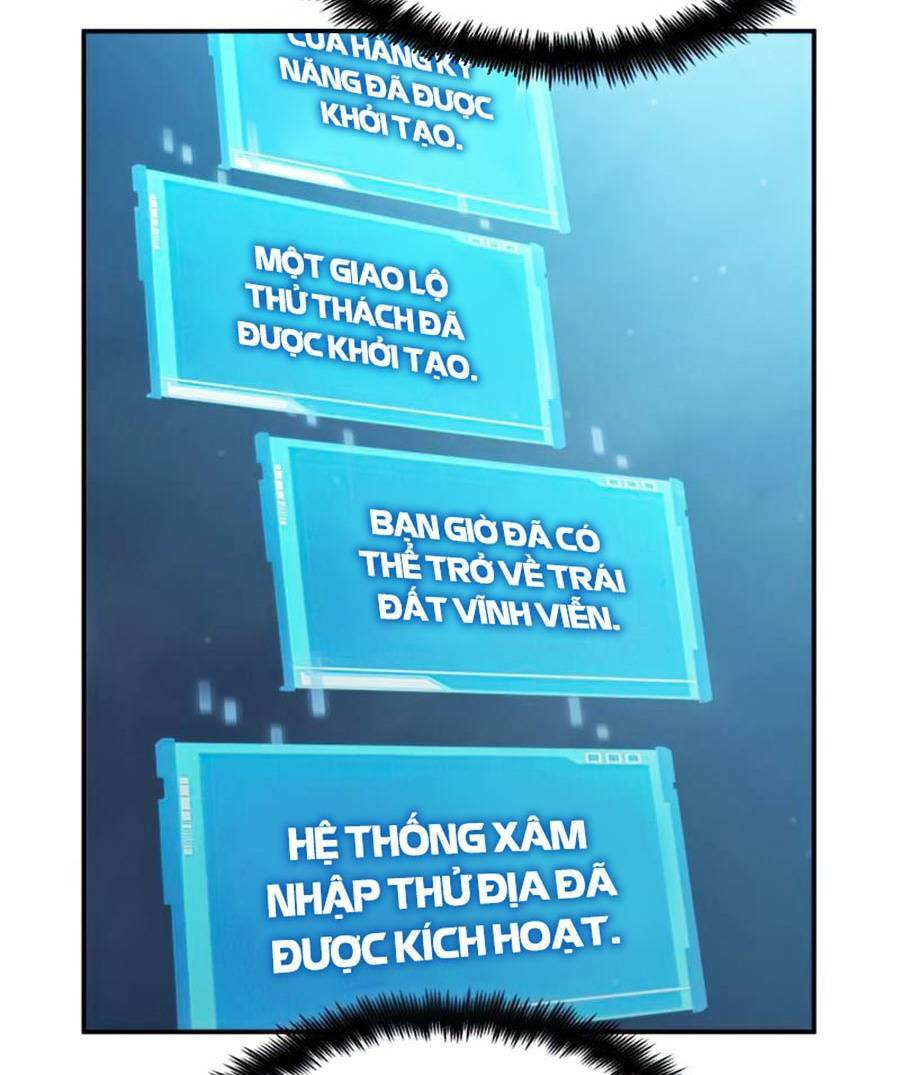 CỬA HÀNG KỸ
NĂNG ĐÃ ĐƯỢC
KHỞI TẠO.
MỘT GIAO LỘ
THỬ THÁCH ĐÃ
ĐƯỢC KHỞI TẠO.
BẠN GIỜ ĐÃ CÓ
THỂ TRỞ VỀ TRÁI
ĐẤT VĨNH VIỄN.
HỆ THỐNG XÂM
NHẬP THỬ ĐỊA ĐÃ
ĐƯỢC KÍCH HOẠT.